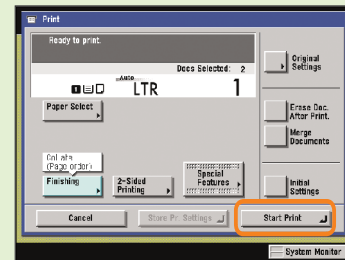 Print
Ready to print.
Docs Selected: 2
Auto
LTR 1
Original
Settings
Paper Select
Erase Doc.
After Print.
Merge
Documents
Collate
(Page order)
Finishing
2-Sided
Printing
Special
Features
Initial
Settings
Cancel
Store Pr. Settings
Start Print
System Monitor